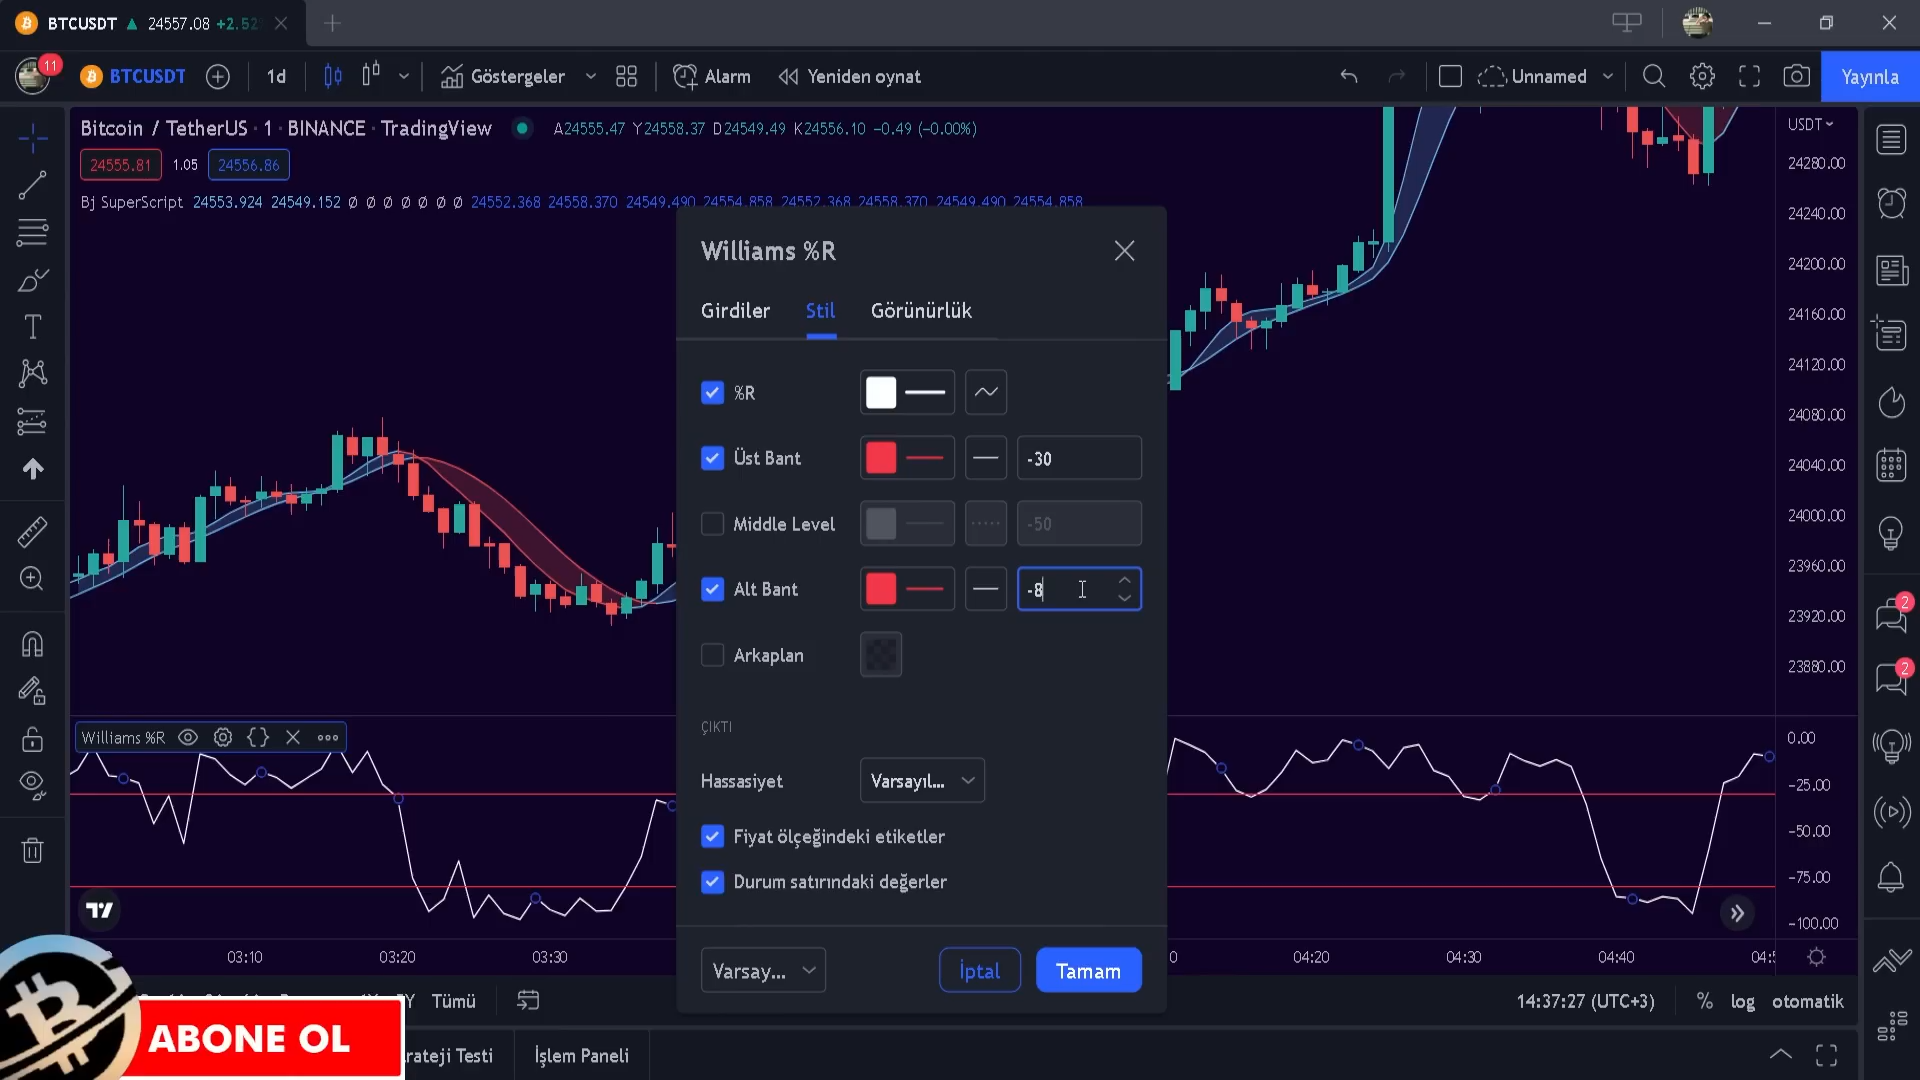 BTCUSDT ▲ 24557.08 +2.52
11 BTCUSDT 1d Göstergeler Alarm Yeniden oynat Unnamed Yayınla
Bitcoin / TetherUS · 1 · BINANCE · TradingView A24555.47 Y24558.37 D24549.49 K24556.10 −0.49 (−0.00%)
USDT
24555.81 1.05 24556.86
Bj SuperScript 24553.924 24549.152 Ø Ø Ø Ø Ø Ø Ø Ø 24552.368 24558.370 24549.490 24554.858 24552.368 24558.370 24549.490 24554.858
24280.00
24240.00
24200.00
24160.00
24120.00
24080.00
24040.00
24000.00
23960.00
23920.00
23880.00
Williams %R
Girdiler Stil Görünürlük
%R
Üst Bant -30
Middle Level -50
Alt Bant -8
Arkaplan
ÇIKTI
Hassasiyet Varsayıl...
Fiyat ölçeğindeki etiketler
Durum satırındaki değerler
Varsay... İptal Tamam
Williams %R
0.00
−25.00
−50.00
−75.00
−100.00
03:10 03:20 03:30 0 04:20 04:30 04:40 04:5
Y Tümü 14:37:27 (UTC+3) % log otomatik
ABONE OL
rateji Testi İşlem Paneli
2
2